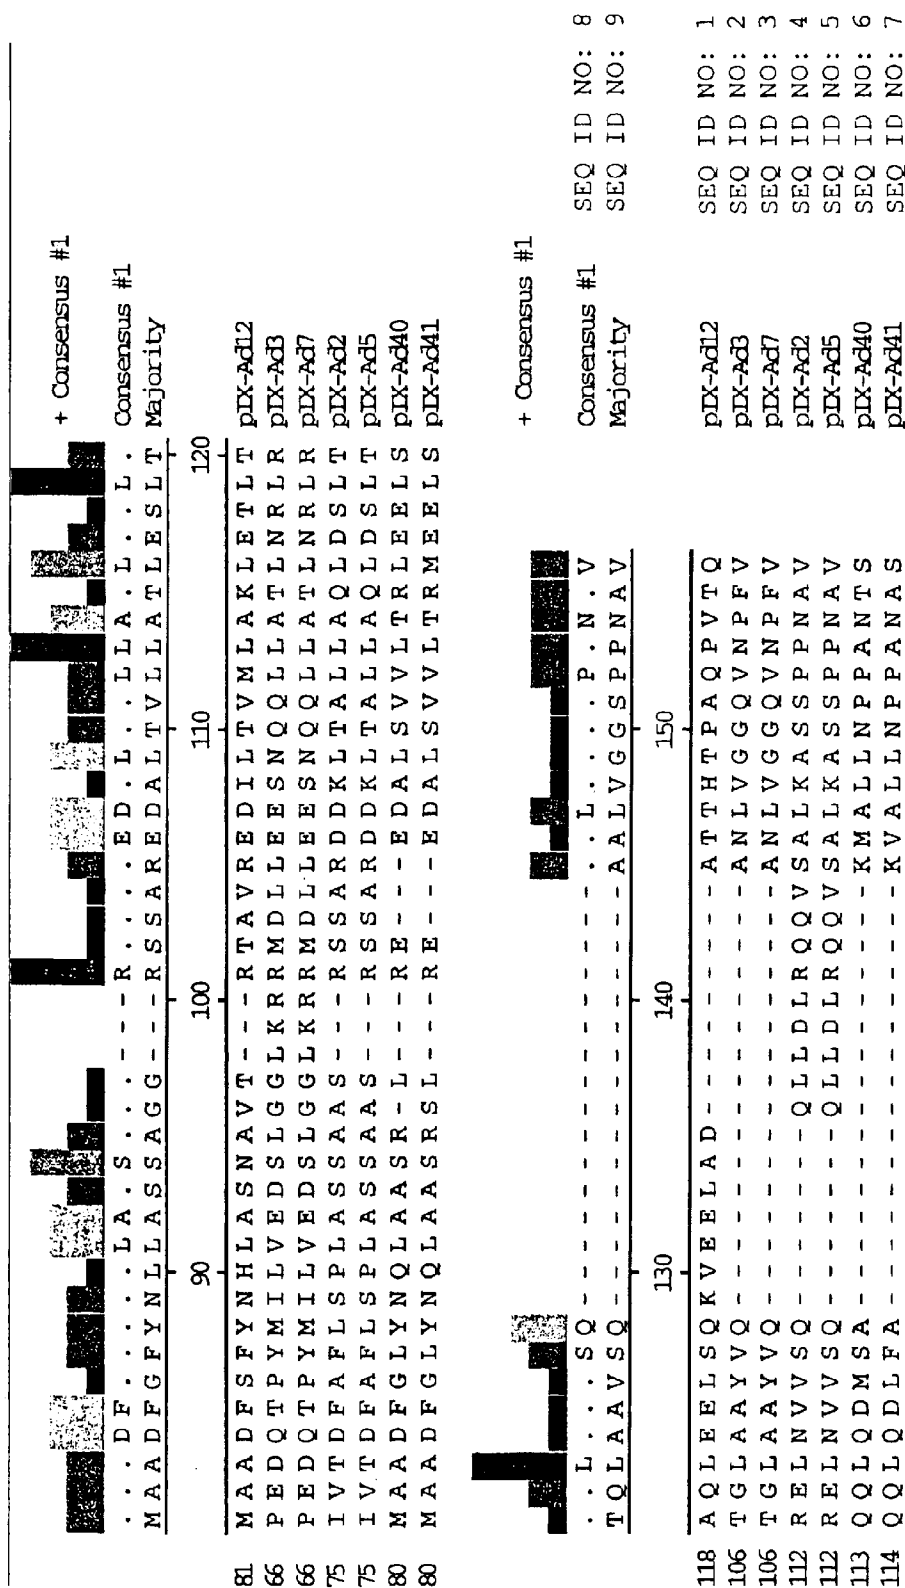 + Consensus #1
. . . D F . . . . . L A . S . . . - - - R . . . . E D . L . . L L A . L . . L . Consensus #1
M A A D F G F Y N L L A S S A G G - - - R S S A R E D A L T V L L A T L E S L T Majority
90 100 110 120
81 M A A D F S F Y N H L A S N A V T - - - R T A V R E D I L T V M L A K L E T L T pIX-Ad12
66 P E D Q T P Y M I L V E D S L G G L K R R M D L L E E S N Q Q L L A T L N R L R pIX-Ad3
66 P E D Q T P Y M I L V E D S L G G L K R R M D L L E E S N Q Q L L A T L N R L R pIX-Ad7
75 I V T D F A F L S P L A S S A A S - - - R S S A R D D K L T A L L A Q L D S L T pIX-Ad2
75 I V T D F A F L S P L A S S A A S - - - R S S A R D D K L T A L L A Q L D S L T pIX-Ad5
80 M A A D F G L Y N Q L A A S R - L - - - R E - - - E D A L S V V L T R L E E L S pIX-Ad40
80 M A A D F G L Y N Q L A A S R S L - - - R E - - - E D A L S V V L T R M E E L S pIX-Ad41
+ Consensus #1
. . L . . . S Q - - - - - - - - - - - - - - - - . . L . . . . P . N . V Consensus #1 SEQ ID NO: 8
T Q L A A V S Q - - - - - - - - - - - - - - - - A A L V G G S P P N A V Majority SEQ ID NO: 9
130 140 150
118 A Q L E E L S Q K V E E L A D - - - - - - - - - A T T H T P A Q P V T Q pIX-Ad12 SEQ ID NO: 1
106 T G L A A Y V Q - - - - - - - - - - - - - - - - A N L V G G Q V N P F V pIX-Ad3 SEQ ID NO: 2
106 T G L A A Y V Q - - - - - - - - - - - - - - - - A N L V G G Q V N P F V pIX-Ad7 SEQ ID NO: 3
112 R E L N V V S Q - - - - - - - Q L L D L R Q Q V S A L K A S S P P N A V pIX-Ad2 SEQ ID NO: 4
112 R E L N V V S Q - - - - - - - Q L L D L R Q Q V S A L K A S S P P N A V pIX-Ad5 SEQ ID NO: 5
113 Q Q L Q D M S A - - - - - - - - - - - - - - - - K M A L L N P P A N T S pIX-Ad40 SEQ ID NO: 6
114 Q Q L Q D L F A - - - - - - - - - - - - - - - - K V A L L N P P A N A S pIX-Ad41 SEQ ID NO: 7